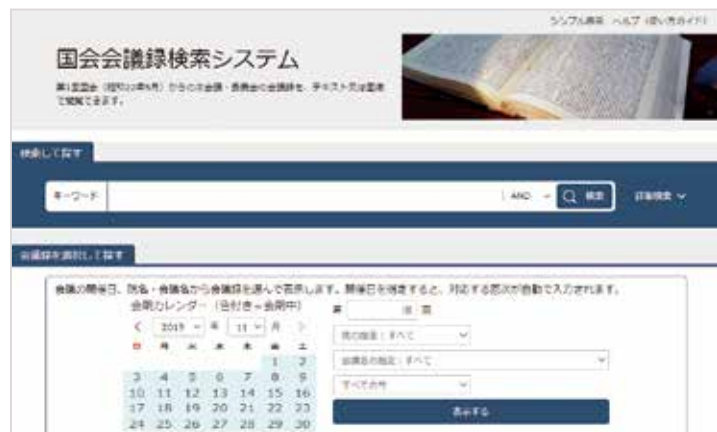 シンプル表示 ヘルプ（使い方ガイド）
国会会議録検索システム
第1回国会（昭和22年5月）からの本会議・委員会の会議録を、テキスト又は画像
で閲覧できます。
検索して探す
キーワード AND 検索 詳細検索
会議録を選択して探す
会議の開催日、院名・会議名から会議録を選んで表示します。開催日を指定すると、対応する回次が自動で入力されます。
会期カレンダー（色付き＝会期中） 第 回
2019 年 11 月
日 月 火 水 木 金 土
院の指定：すべて
1 2
会議名の指定：すべて
3 4 5 6 7 8 9
すべての号
10 11 12 13 14 15 16
17 18 19 20 21 22 23
表示する
24 25 26 27 28 29 30